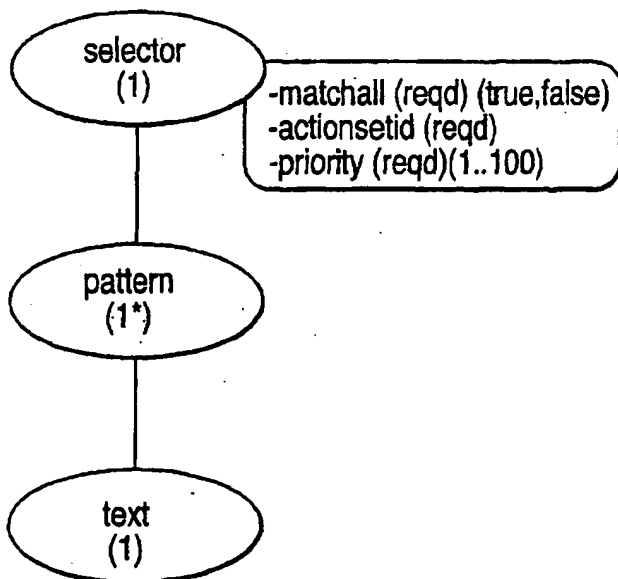 selector
(1)
-matchall (reqd) (true,false)
-actionsetid (reqd)
-priority (reqd)(1..100)
pattern
(1*)
text
(1)